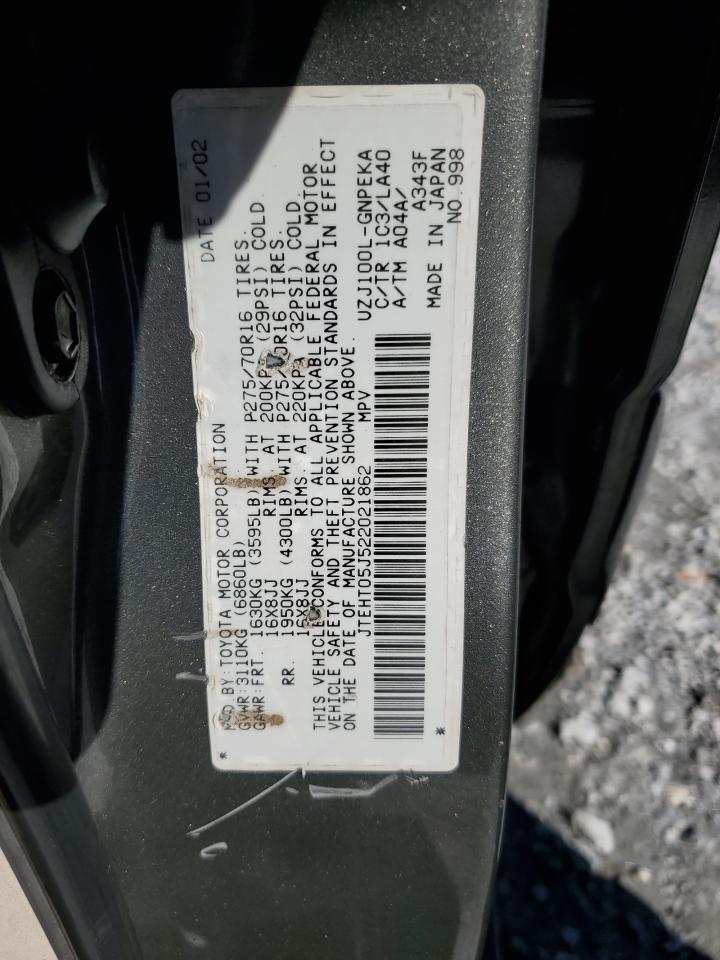 DATE 01/02
MFD BY:TOYOTA MOTOR CORPORATION
GVWR:3110KG (6860LB)
GAWR:FRT. 1630KG (3595LB) WITH P275/70R16 TIRES.
16X8JJ RIMS. AT 200KPA (29PSI) COLD.
RR. 1950KG (4300LB) WITH P275/70R16 TIRES.
16X8JJ RIMS. AT 220KPA (32PSI) COLD.
THIS VEHICLE CONFORMS TO ALL APPLICABLE FEDERAL MOTOR
VEHICLE SAFETY AND THEFT PREVENTION STANDARDS IN EFFECT
ON THE DATE OF MANUFACTURE SHOWN ABOVE.
JTEHT05J522021862 MPV
UZJ100L-GNPEKA
C/TR 1C3/LA40
A/TM A04A/
A343F
MADE IN JAPAN
NO.998